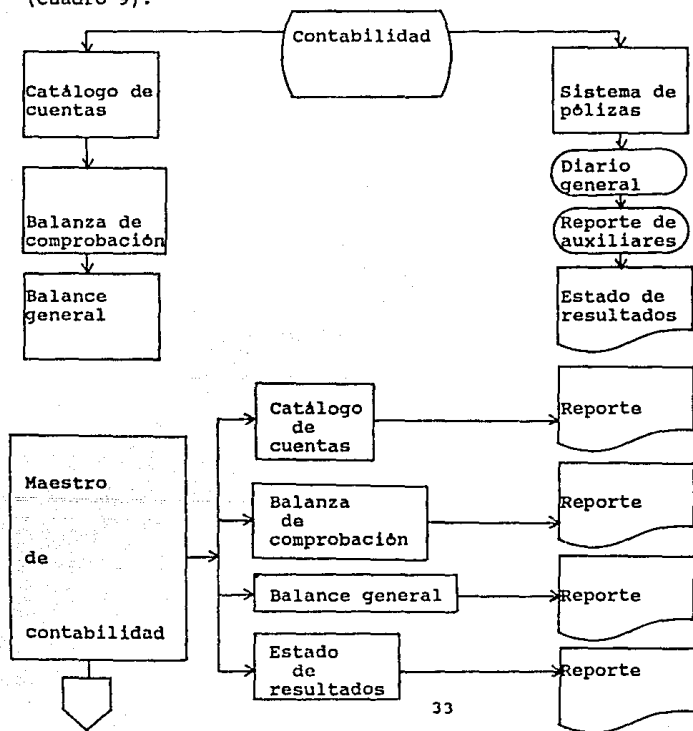 (Cuadro 9).
Contabilidad
Catálogo de
cuentas
Balanza de
comprobación
Balance
general
Sistema de
pólizas
Diario
general
Reporte de
auxiliares
Estado de
resultados
Maestro
de
contabilidad
Catálogo
de
cuentas
Reporte
Balanza
de
comprobación
Reporte
Balance general
Reporte
Estado
de
resultados
Reporte
33